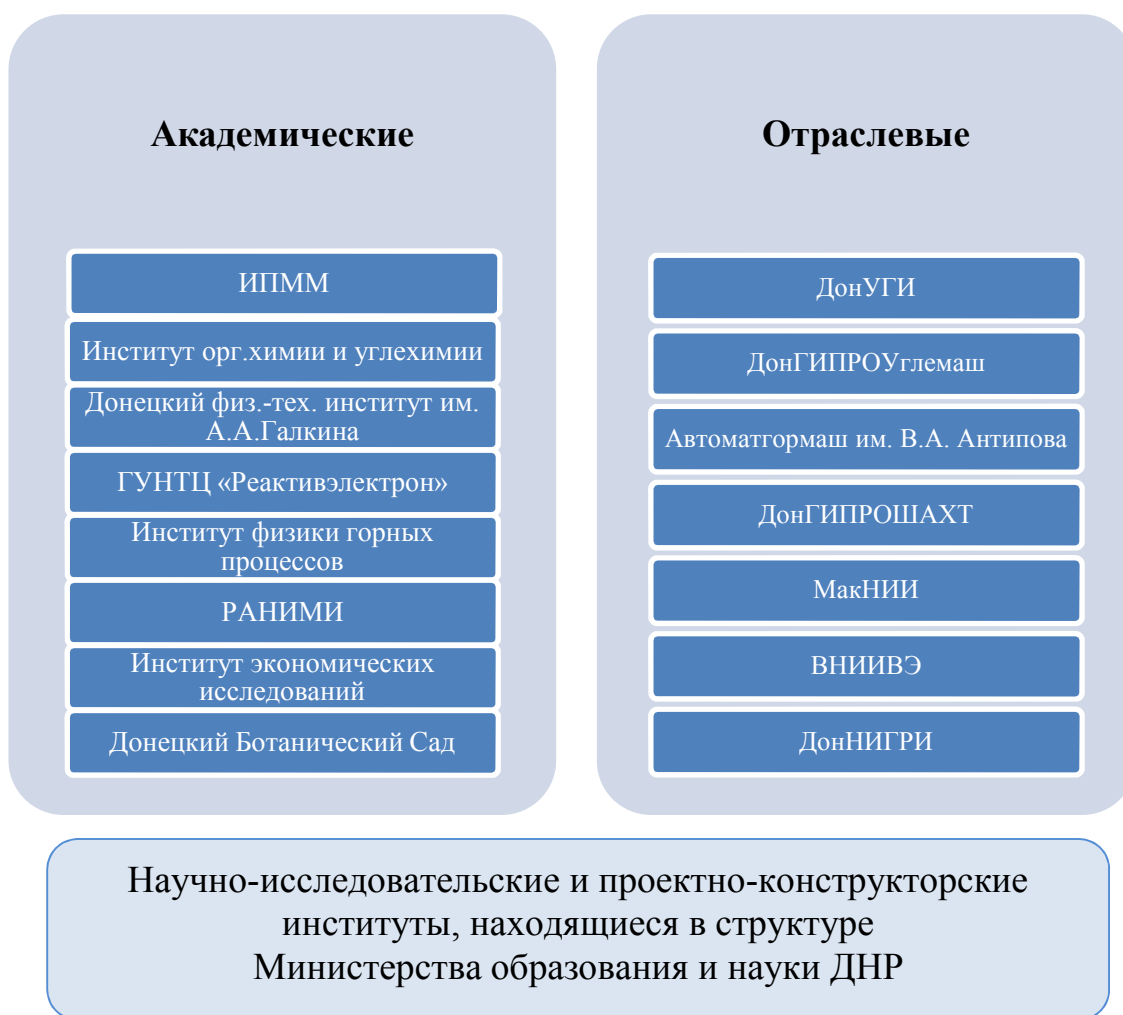 Академические
ИПММ
Институт орг.химии и углехимии
Донецкий физ.-тех. институт им.
А.А.Галкина
ГУНТЦ «Реактивэлектрон»
Институт физики горных
процессов
РАНИМИ
Институт экономических
исследований
Донецкий Ботанический Сад
Отраслевые
ДонУГИ
ДонГИПРОУглемаш
Автоматгормаш им. В.А. Антипова
ДонГИПРОШАХТ
МакНИИ
ВНИИВЭ
ДонНИГРИ
Научно-исследовательские и проектно-конструкторские
институты, находящиеся в структуре
Министерства образования и науки ДНР